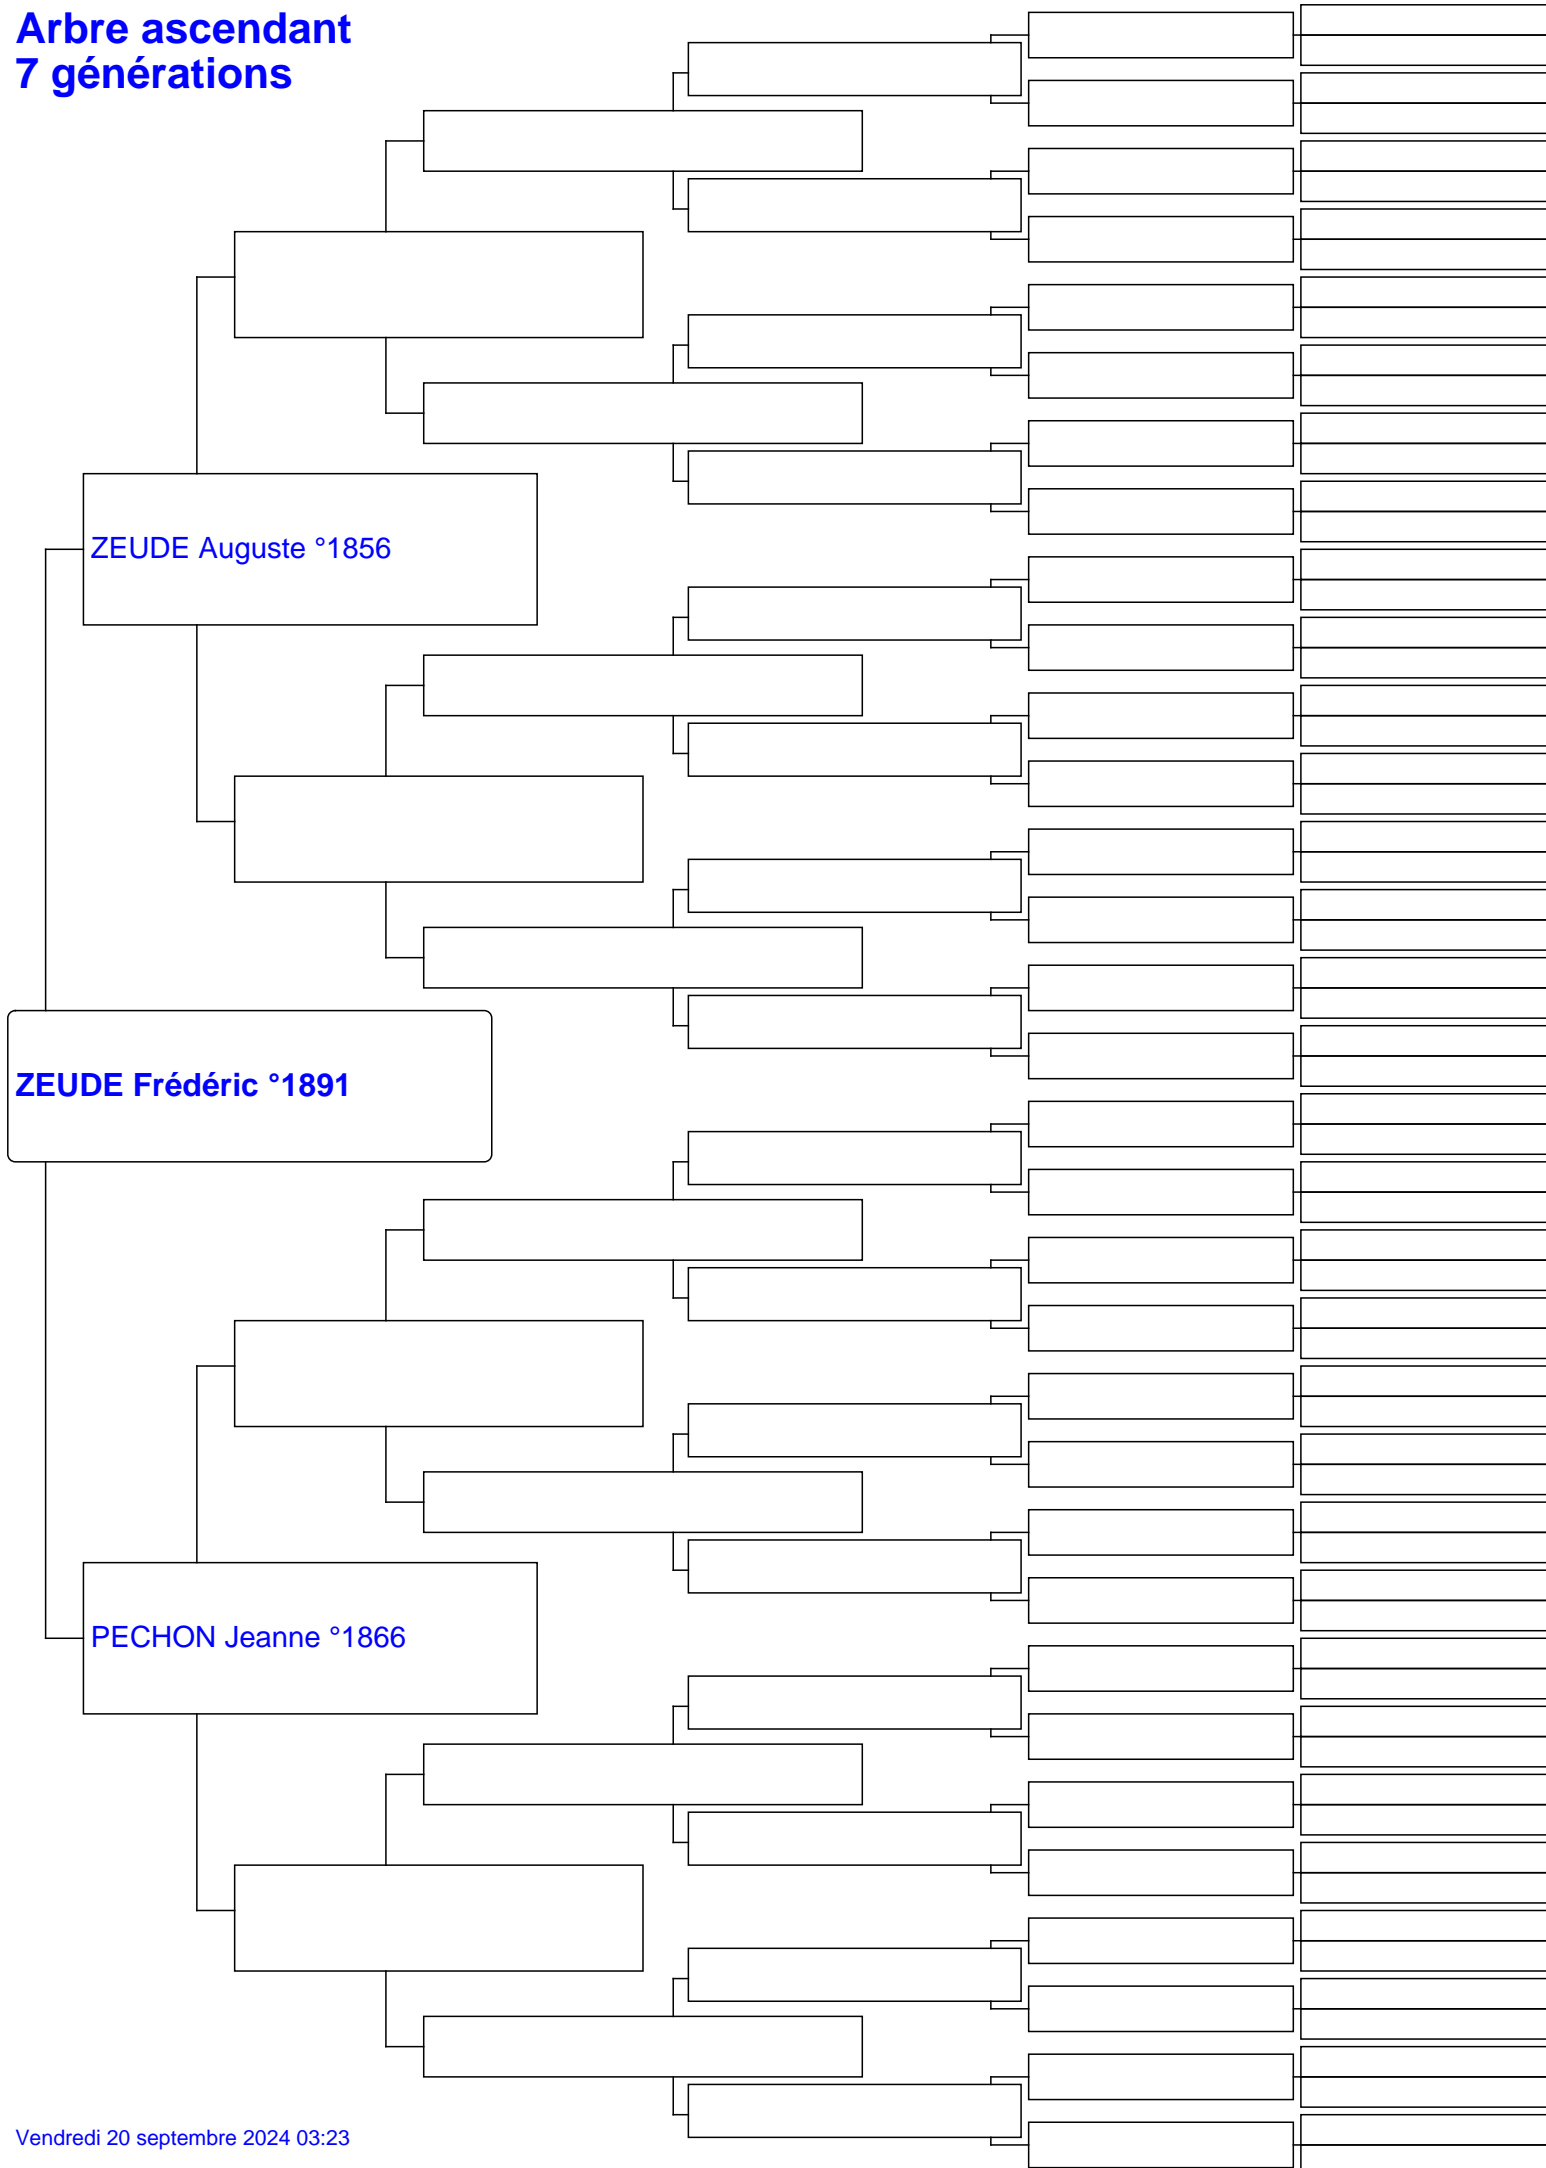 Arbre ascendant
7 générations
ZEUDE Auguste °1856
ZEUDE Frédéric °1891
PECHON Jeanne °1866
Vendredi 20 septembre 2024 03:23